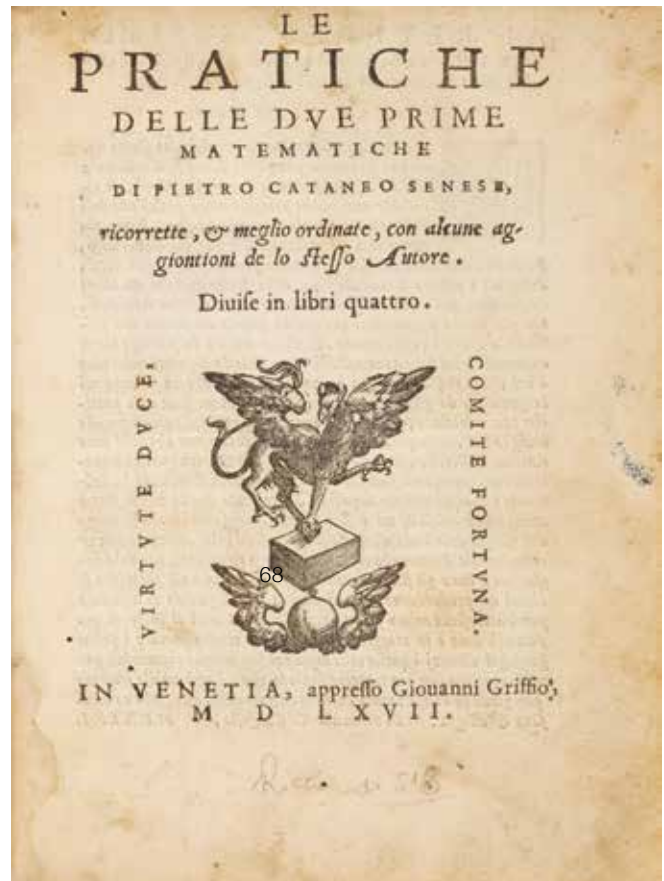 LE
PRATICHE
DELLE DVE PRIME
MATEMATICHE
DI PIETRO CATANEO SENESE,
ricorrette, & meglio ordinate, con alcune ag-
giontioni de lo ſteſſo Autore.
Diuiſe in libri quattro.
VIRTVTE DVCE,
COMITE FORTVNA.
68
IN VENETIA, appreſſo Giouanni Griffio,
M D LXVII.